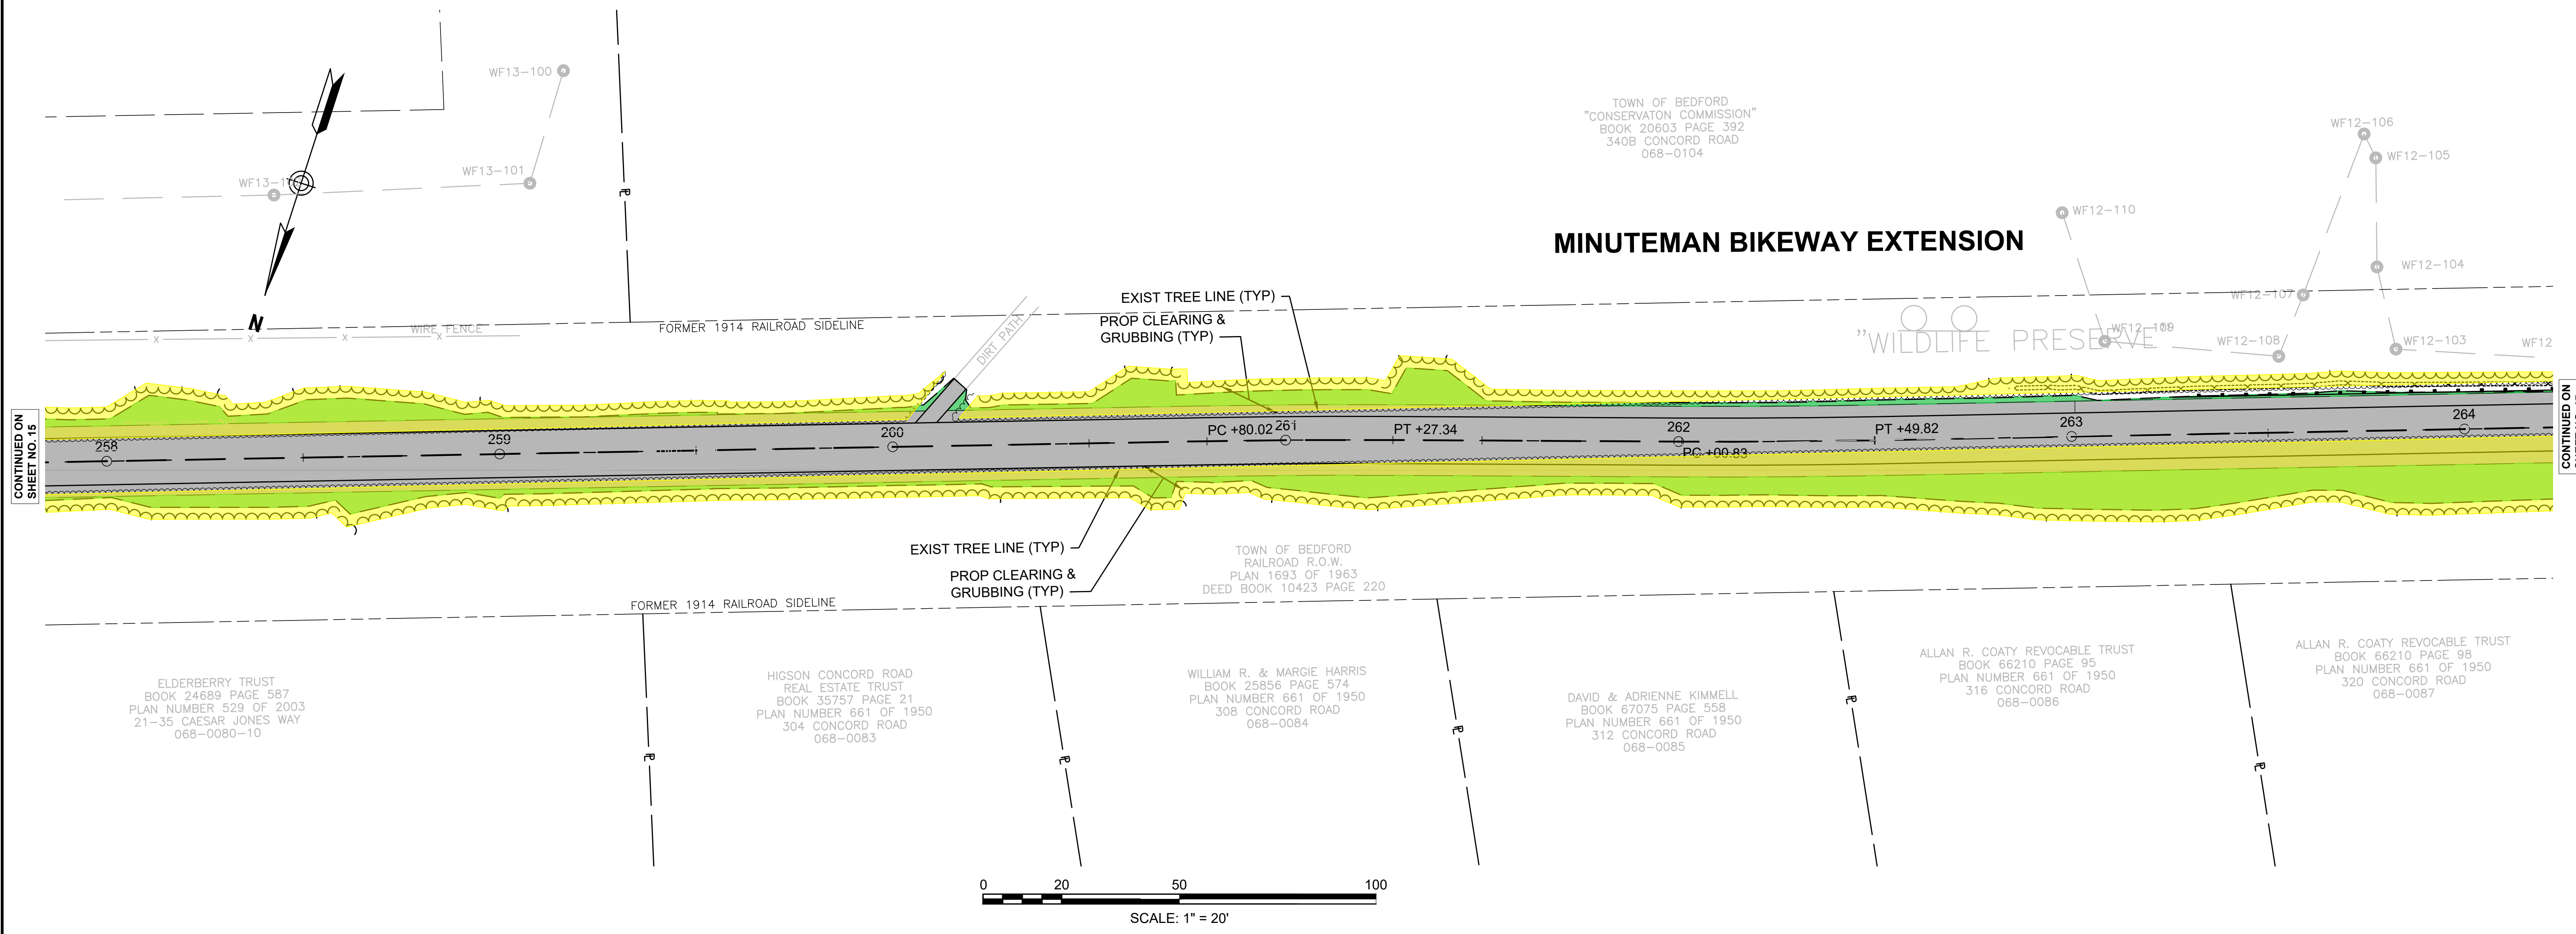 WF13-100
WF13-101
N
WIRE FENCE
FORMER 1914 RAILROAD SIDELINE
DIRT PATH
TOWN OF BEDFORD
"CONSERVATON COMMISSION"
BOOK 20603 PAGE 392
340B CONCORD ROAD
068-0104
MINUTEMAN BIKEWAY EXTENSION
WF12-106
WF12-105
WF12-110
WF12-104
WF12-107
WF12-109
WF12-108
WF12-103
WF12
"WILDLIFE PRESERVE"
EXIST TREE LINE (TYP)
PROP CLEARING &
GRUBBING (TYP)
CONTINUED ON
SHEET NO. 15
258
259
260
PC +80.02
261
PT +27.34
262
PC +00.83
PT +49.82
263
264
CONTINUED ON
EXIST TREE LINE (TYP)
PROP CLEARING &
GRUBBING (TYP)
TOWN OF BEDFORD
RAILROAD R.O.W.
PLAN 1693 OF 1963
DEED BOOK 10423 PAGE 220
FORMER 1914 RAILROAD SIDELINE
ELDERBERRY TRUST
BOOK 24689 PAGE 587
PLAN NUMBER 529 OF 2003
21-35 CAESAR JONES WAY
068-0080-10
HIGSON CONCORD ROAD
REAL ESTATE TRUST
BOOK 35757 PAGE 21
PLAN NUMBER 661 OF 1950
304 CONCORD ROAD
068-0083
WILLIAM R. & MARGIE HARRIS
BOOK 25856 PAGE 574
PLAN NUMBER 661 OF 1950
308 CONCORD ROAD
068-0084
DAVID & ADRIENNE KIMMELL
BOOK 67075 PAGE 558
PLAN NUMBER 661 OF 1950
312 CONCORD ROAD
068-0085
ALLAN R. COATY REVOCABLE TRUST
BOOK 66210 PAGE 95
PLAN NUMBER 661 OF 1950
316 CONCORD ROAD
068-0086
ALLAN R. COATY REVOCABLE TRUST
BOOK 66210 PAGE 98
PLAN NUMBER 661 OF 1950
320 CONCORD ROAD
068-0087
0 20 50 100
SCALE: 1" = 20'